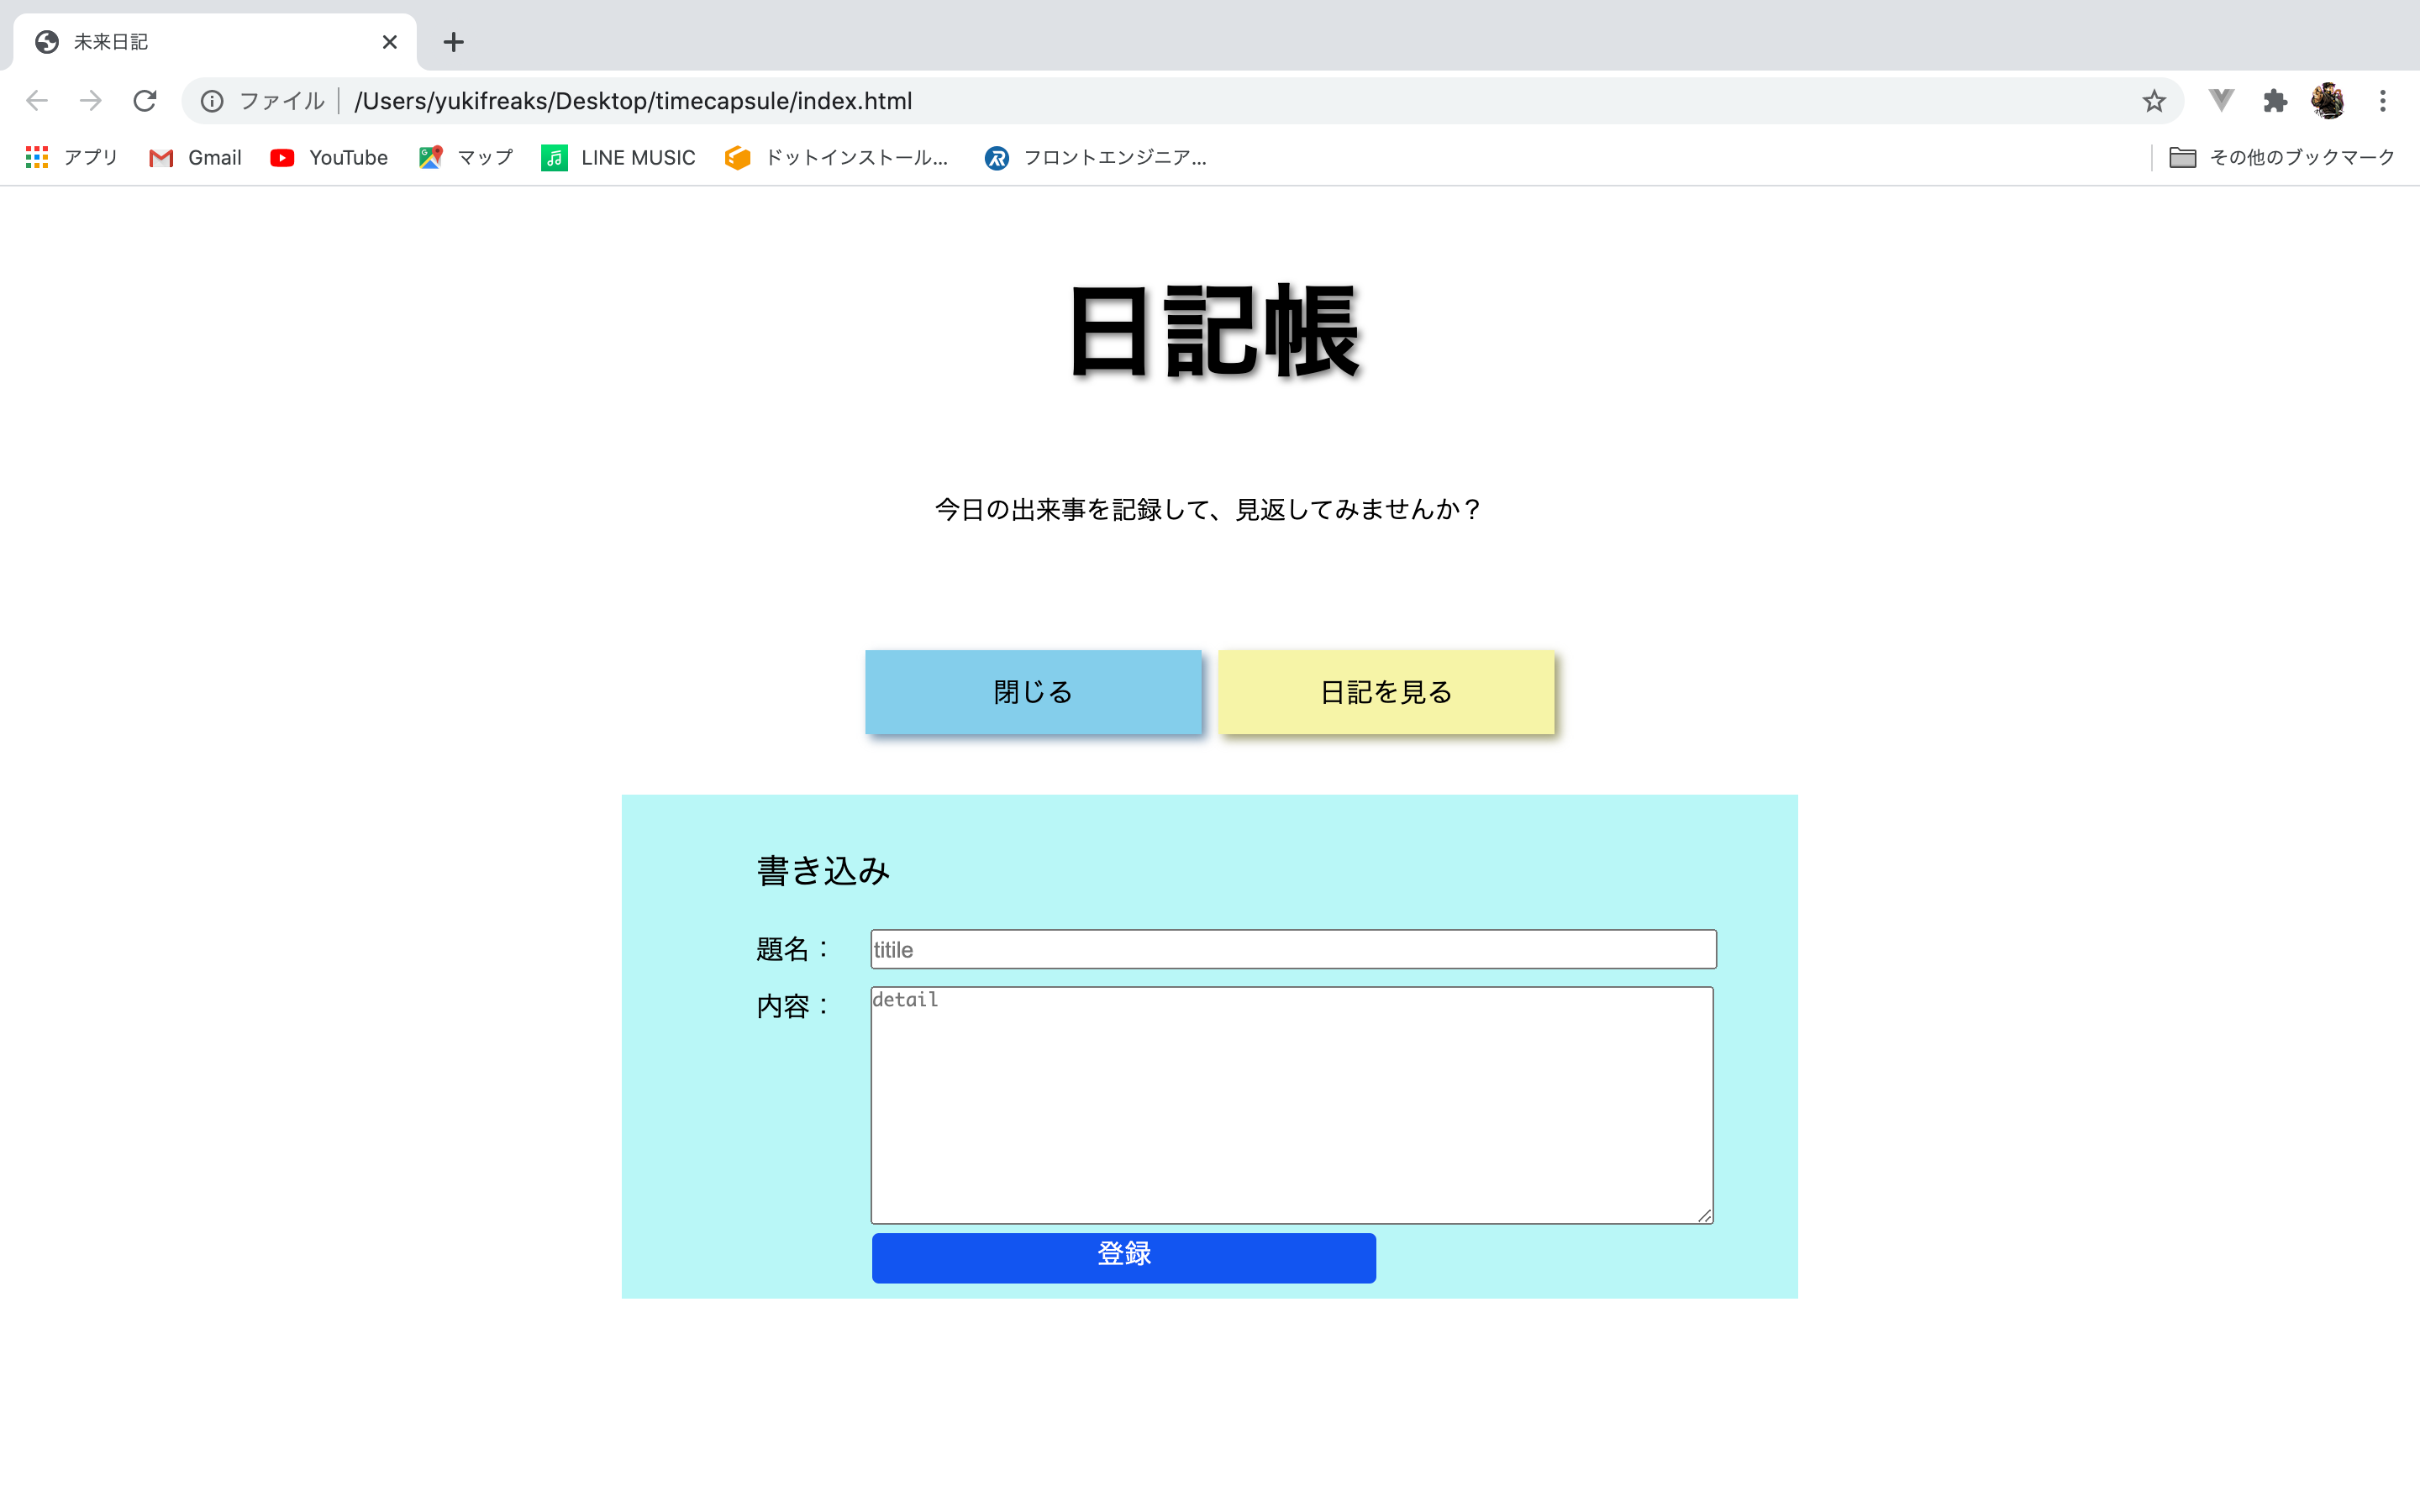 未来日記
ファイル /Users/yukifreaks/Desktop/timecapsule/index.html
アプリ Gmail YouTube マップ LINE MUSIC ドットインストール... フロントエンジニア... その他のブックマーク
日記帳
今日の出来事を記録して、見返してみませんか？
閉じる 日記を見る
書き込み
題名： titile
内容： detail
登録